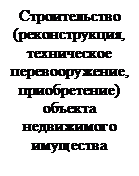 Строительство
(реконструкция,
техническое
перевооружение,
приобретение)
объекта
недвижимого
имущества